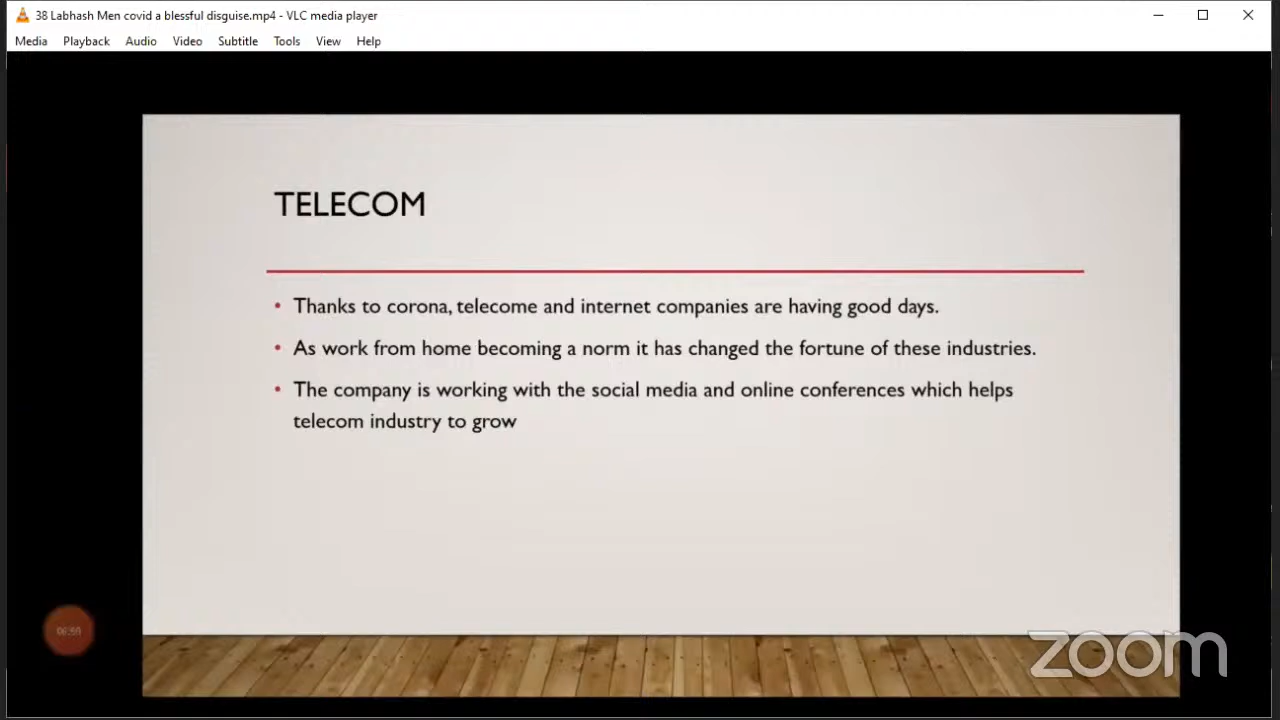 38 Labhash Men covid a blessful disguise.mp4 - VLC media player
Media Playback Audio Video Subtitle Tools View Help
TELECOM
• Thanks to corona, telecome and internet companies are having good days.
• As work from home becoming a norm it has changed the fortune of these industries.
• The company is working with the social media and online conferences which helps
telecom industry to grow
zoom